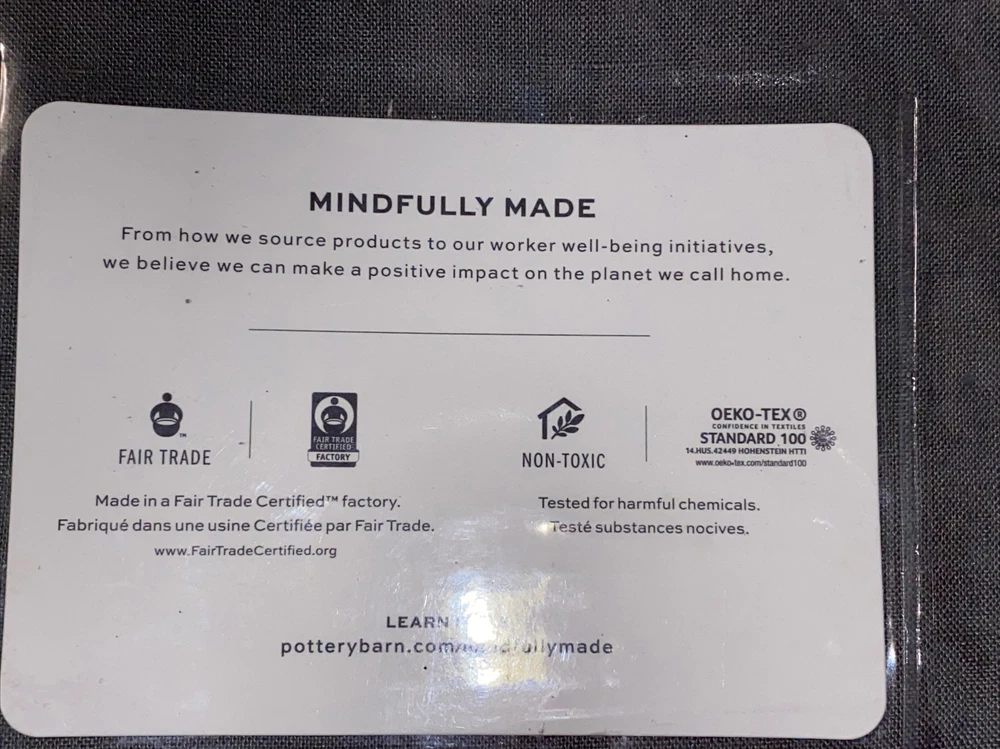 MINDFULLY MADE
From how we source products to our worker well-being initiatives,
we believe we can make a positive impact on the planet we call home.
FAIR TRADE
™
FAIR TRADE
CERTIFIED
FACTORY
Made in a Fair Trade Certified™ factory.
Fabriqué dans une usine Certifiée par Fair Trade.
www.FairTradeCertified.org
NON-TOXIC
OEKO-TEX®
CONFIDENCE IN TEXTILES
STANDARD 100
14.HUS.42449 HOHENSTEIN HTTI
www.oeko-tex.com/standard100
Tested for harmful chemicals.
Testé substances nocives.
LEARN
potterybarn.com/